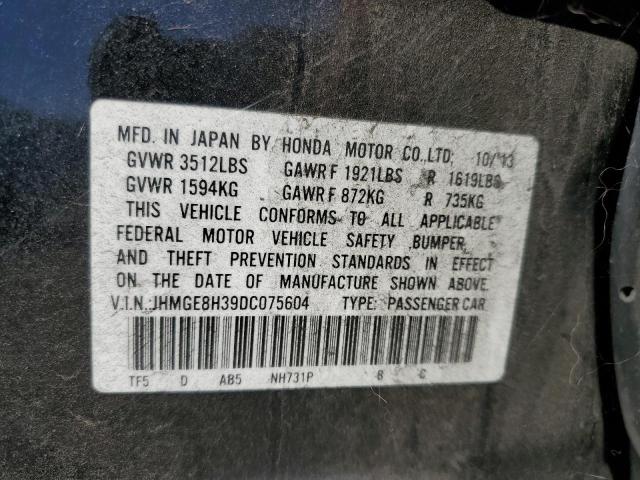 MFD. IN JAPAN BY HONDA MOTOR CO.,LTD. 10/13
GVWR 3512LBS GAWR F 1921LBS R 1619LBS
GVWR 1594KG GAWR F 872KG R 735KG
THIS VEHICLE CONFORMS TO ALL APPLICABLE
FEDERAL MOTOR VEHICLE SAFETY ,BUMPER,
AND THEFT PREVENTION STANDARDS IN EFFECT
ON THE DATE OF MANUFACTURE SHOWN ABOVE.
V.I.N.:JHMGE8H39DC075604 TYPE: PASSENGER CAR
TF5 D AB5 NH731P B C